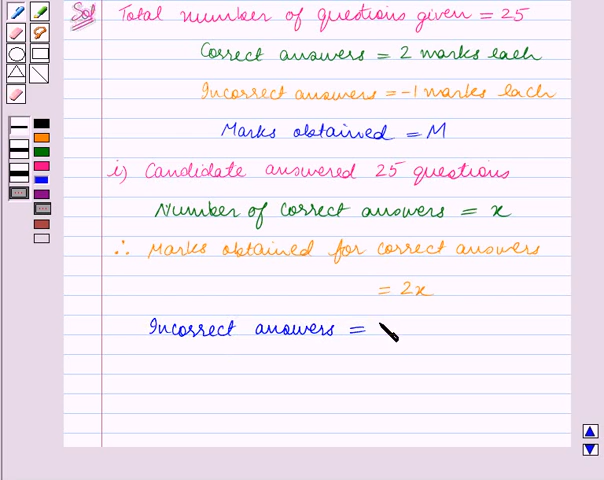 Sol Total number of questions given = 25
Correct answers = 2 marks each
Incorrect answers = -1 marks each
Marks obtained = M
i) Candidate answered 25 questions
Number of correct answers = x
∴ Marks obtained for correct answers
= 2x
Incorrect answers =